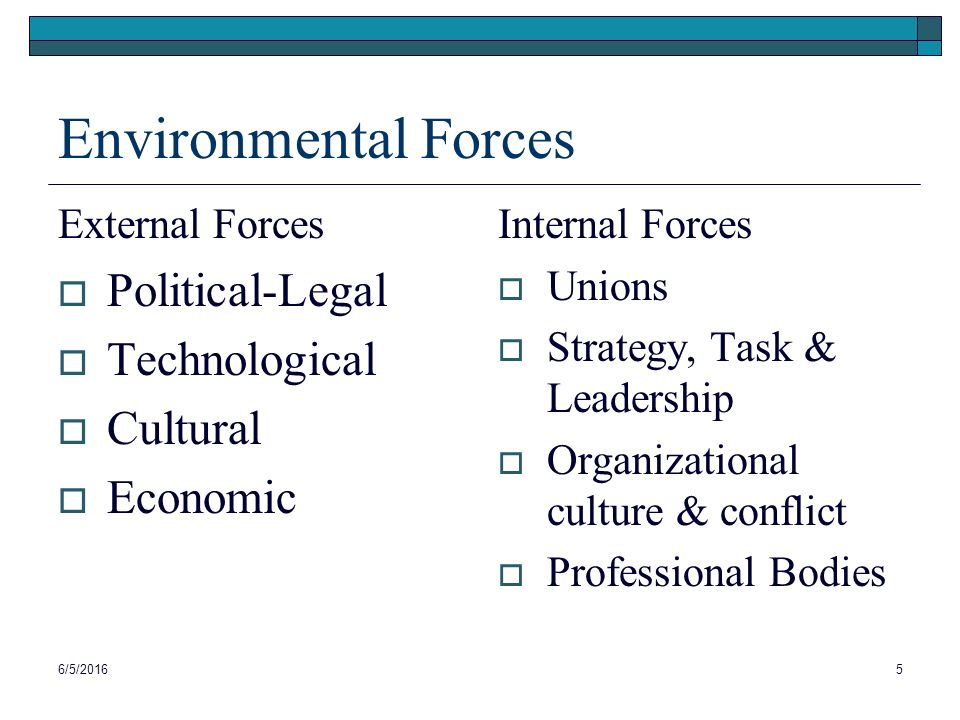 Environmental Forces
External Forces
Political-Legal
Technological
Cultural
Economic
Internal Forces
Unions
Strategy, Task &
Leadership
Organizational
culture & conflict
Professional Bodies
6/5/2016
5